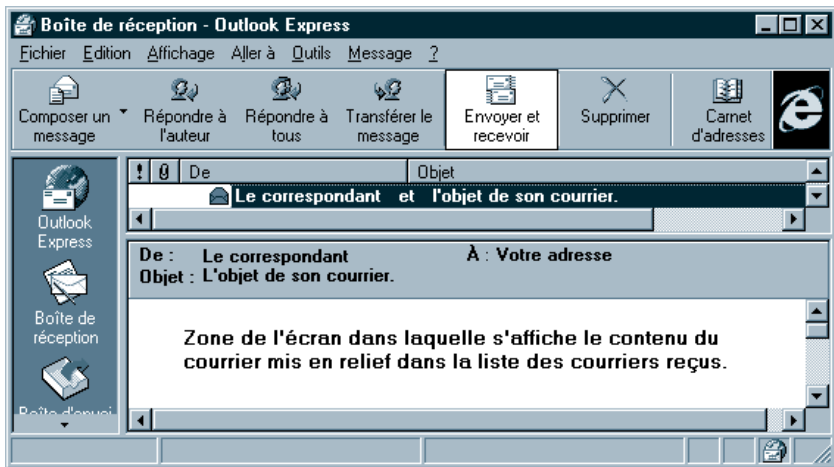 Boîte de réception - Outlook Express
Fichier Edition Affichage Aller à Outils Message ?
Composer un message
Répondre à l'auteur
Répondre à tous
Transférer le message
Envoyer et recevoir
Supprimer
Carnet d'adresses
! De Objet
Le correspondant et l'objet de son courrier.
Outlook Express
De : Le correspondant À : Votre adresse
Objet : L'objet de son courrier.
Boîte de réception
Zone de l'écran dans laquelle s'affiche le contenu du
courrier mis en relief dans la liste des courriers reçus.
Boîte d'envoi